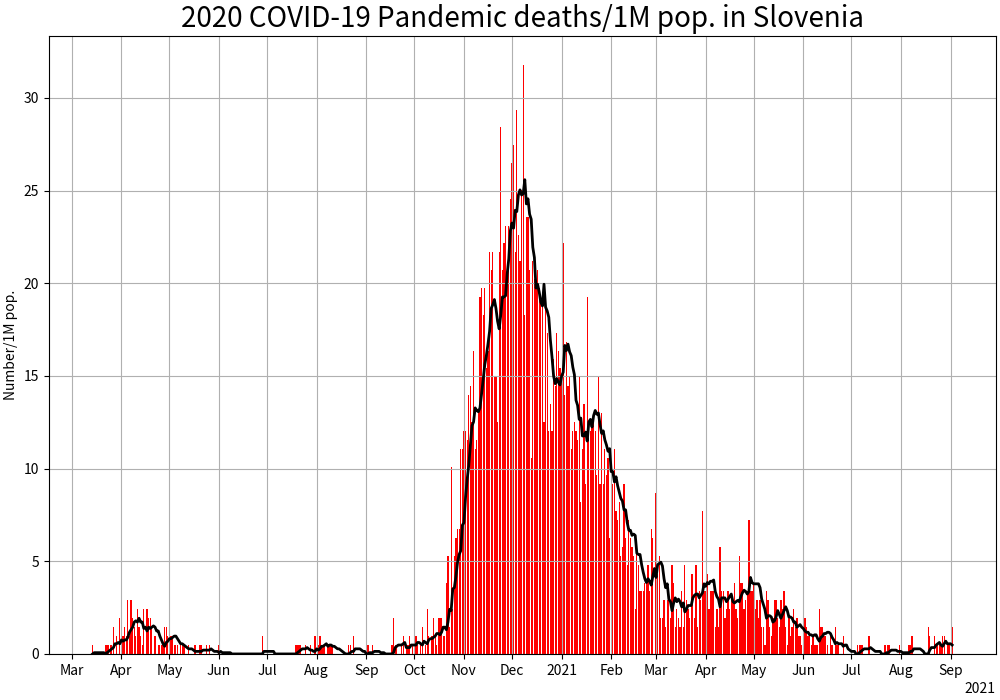 2020 COVID-19 Pandemic deaths/1M pop. in Slovenia
Number/1M pop.
30
25
20
15
10
5
0
Mar Apr May Jun Jul Aug Sep Oct Nov Dec 2021 Feb Mar Apr May Jun Jul Aug Sep
2021